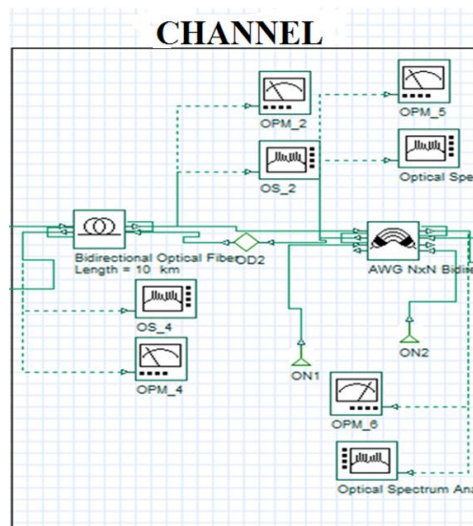 CHANNEL
OPM_2
OPM_5
OS_2
Optical Spe
Bidirectional Optical Fiber
Length = 10 km
OD2
AWG NxN Bidire
OS_4
OPM_4
ON1
ON2
OPM_6
Optical Spectrum Ana